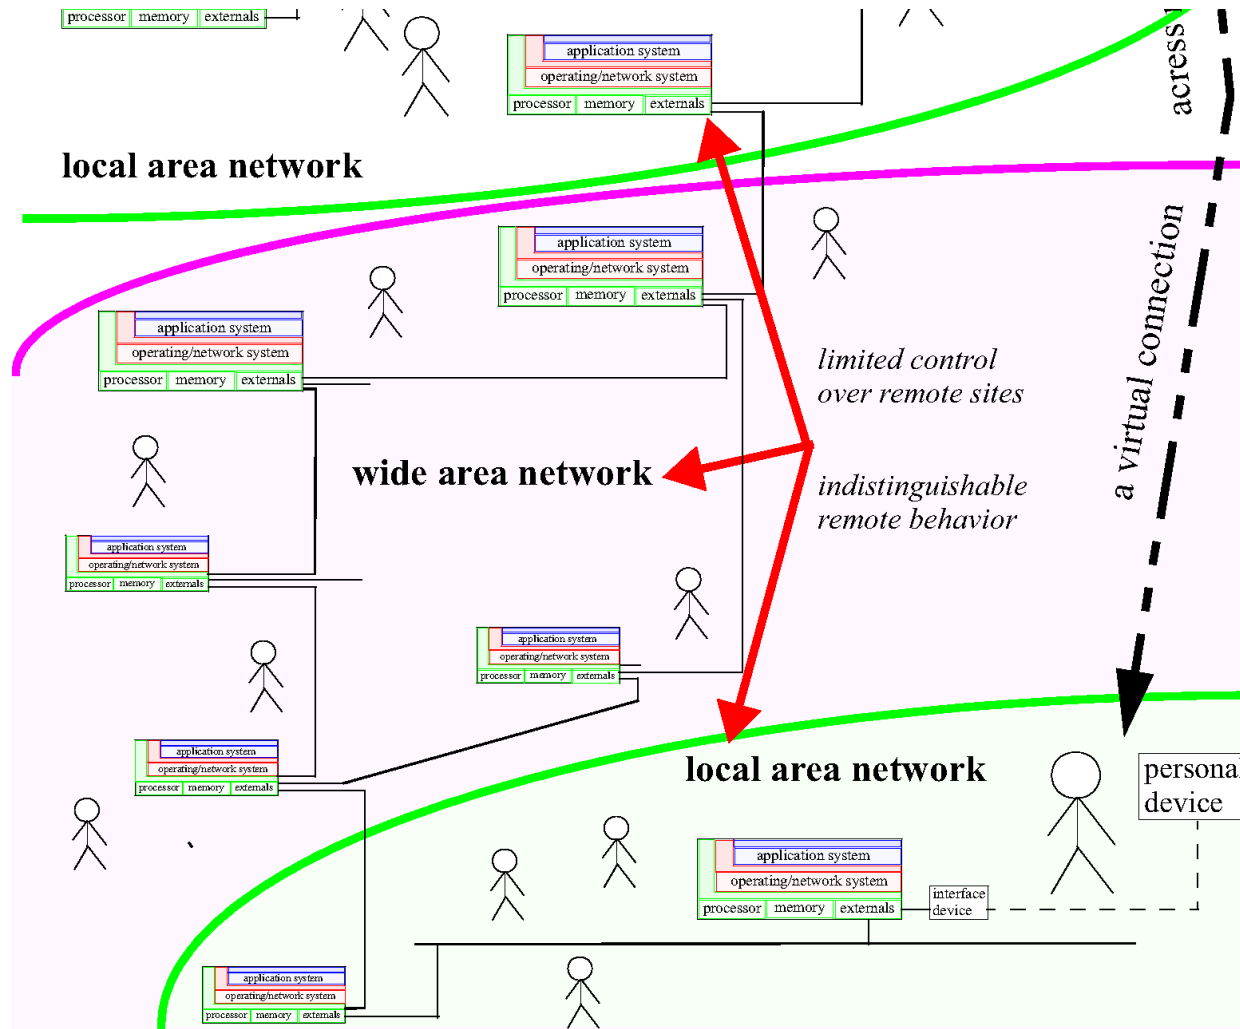 processor memory externals
application system
operating/network system
processor memory externals
acress
local area network
application system
operating/network system
processor memory externals
application system
operating/network system
processor memory externals
limited control
over remote sites
a virtual connection
wide area network
indistinguishable
remote behavior
application system
operating/network system
processor memory externals
application system
operating/network system
processor memory externals
application system
operating/network system
processor memory externals
local area network
personal
device
application system
operating/network system
processor memory externals
interface
device
application system
operating/network system
processor memory externals